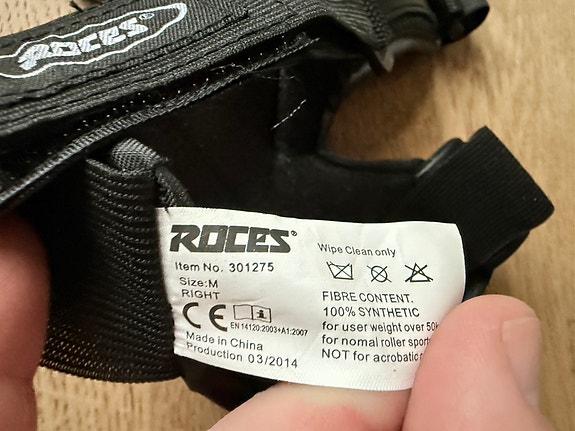 ROCES
ROCES®
Item No. 301275
Size:M
RIGHT
CE
EN 14120:2003+A1:2007
Made in China
Production 03/2014
Wipe Clean only
FIBRE CONTENT.
100% SYNTHETIC
for user weight over
for nomal roller sport
NOT for acrobatic